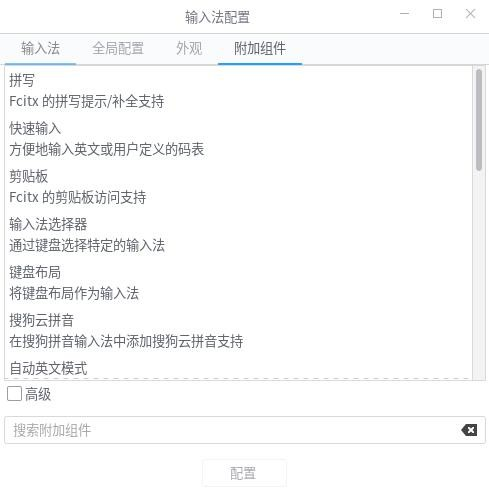 输入法配置
输入法 全局配置 外观 附加组件
拼写
Fcitx 的拼写提示/补全支持
快速输入
方便地输入英文或用户定义的码表
剪贴板
Fcitx 的剪贴板访问支持
输入法选择器
通过键盘选择特定的输入法
键盘布局
将键盘布局作为输入法
搜狗云拼音
在搜狗拼音输入法中添加搜狗云拼音支持
自动英文模式
高级
搜索附加组件
配置